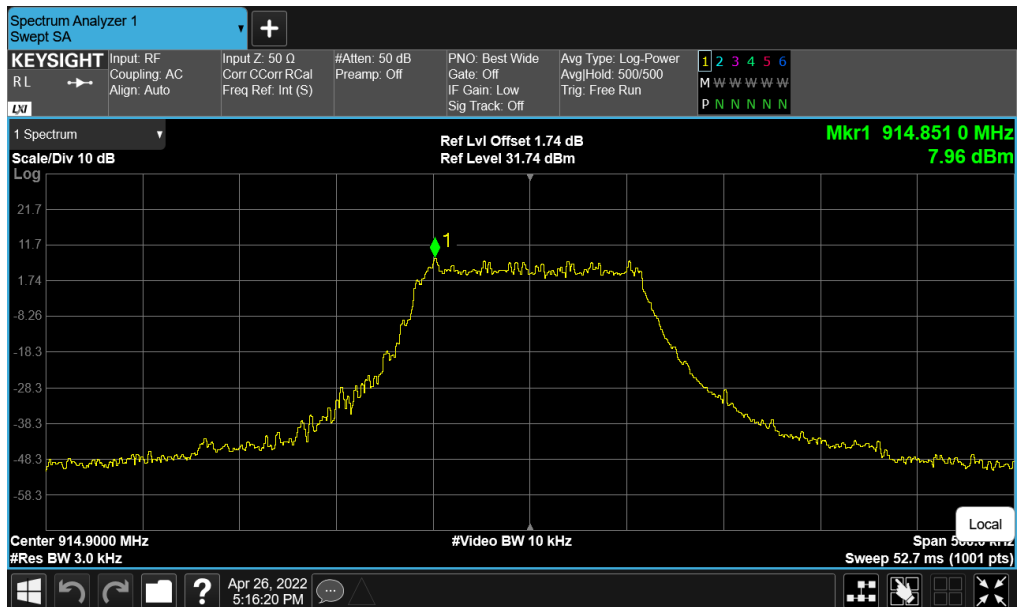 Spectrum Analyzer 1
Swept SA
KEYSIGHT
R L
LXI
Input: RF
Coupling: AC
Align: Auto
Input Z: 50 Ω
Corr CCorr RCal
Freq Ref: Int (S)
#Atten: 50 dB
Preamp: Off
PNO: Best Wide
Gate: Off
IF Gain: Low
Sig Track: Off
Avg Type: Log-Power
Avg|Hold: 500/500
Trig: Free Run
1 2 3 4 5 6
M W W W W W
P N N N N N
1 Spectrum
Scale/Div 10 dB
Log
Ref Lvl Offset 1.74 dB
Ref Level 31.74 dBm
Mkr1 914.851 0 MHz
7.96 dBm
21.7
11.7
1.74
-8.26
-18.3
-28.3
-38.3
-48.3
-58.3
1
Local
Center 914.9000 MHz
#Res BW 3.0 kHz
#Video BW 10 kHz
Span
Sweep 52.7 ms (1001 pts)
?
Apr 26, 2022
5:16:20 PM